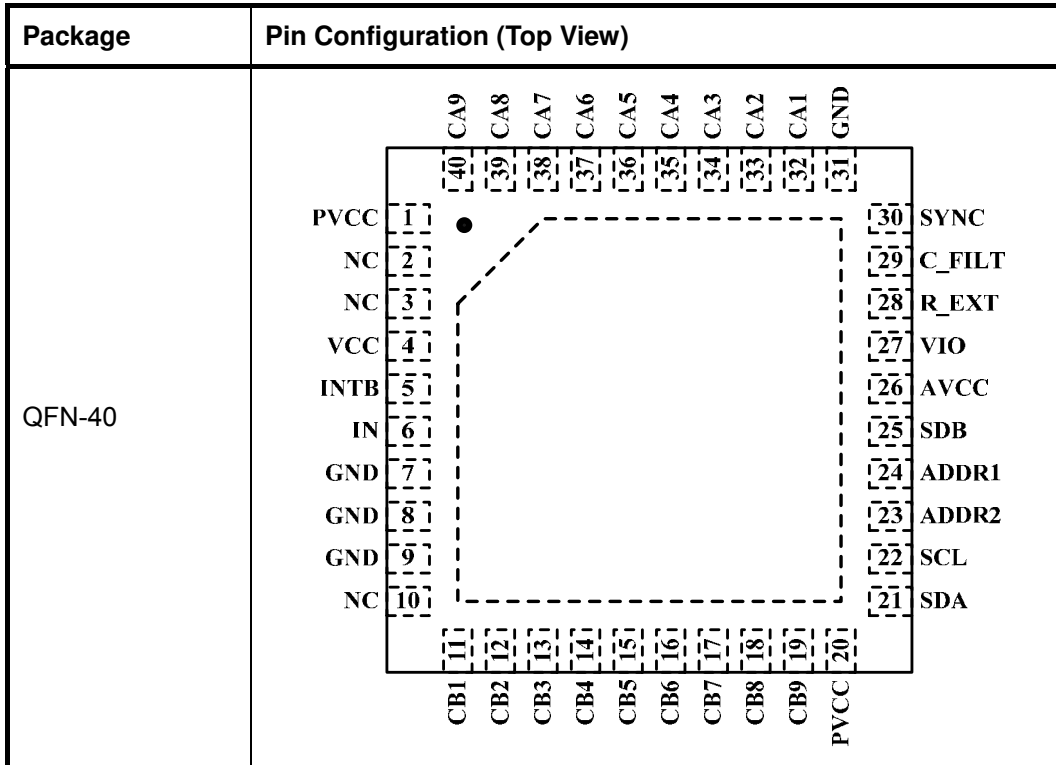 Package
Pin Configuration (Top View)
QFN-40
CA9
CA8
CA7
CA6
CA5
CA4
CA3
CA2
CA1
GND
40
39
38
37
36
35
34
33
32
31
PVCC 1
NC 2
NC 3
VCC 4
INTB 5
IN 6
GND 7
GND 8
GND 9
NC 10
30 SYNC
29 C_FILT
28 R_EXT
27 VIO
26 AVCC
25 SDB
24 ADDR1
23 ADDR2
22 SCL
21 SDA
11
12
13
14
15
16
17
18
19
20
CB1
CB2
CB3
CB4
CB5
CB6
CB7
CB8
CB9
PVCC